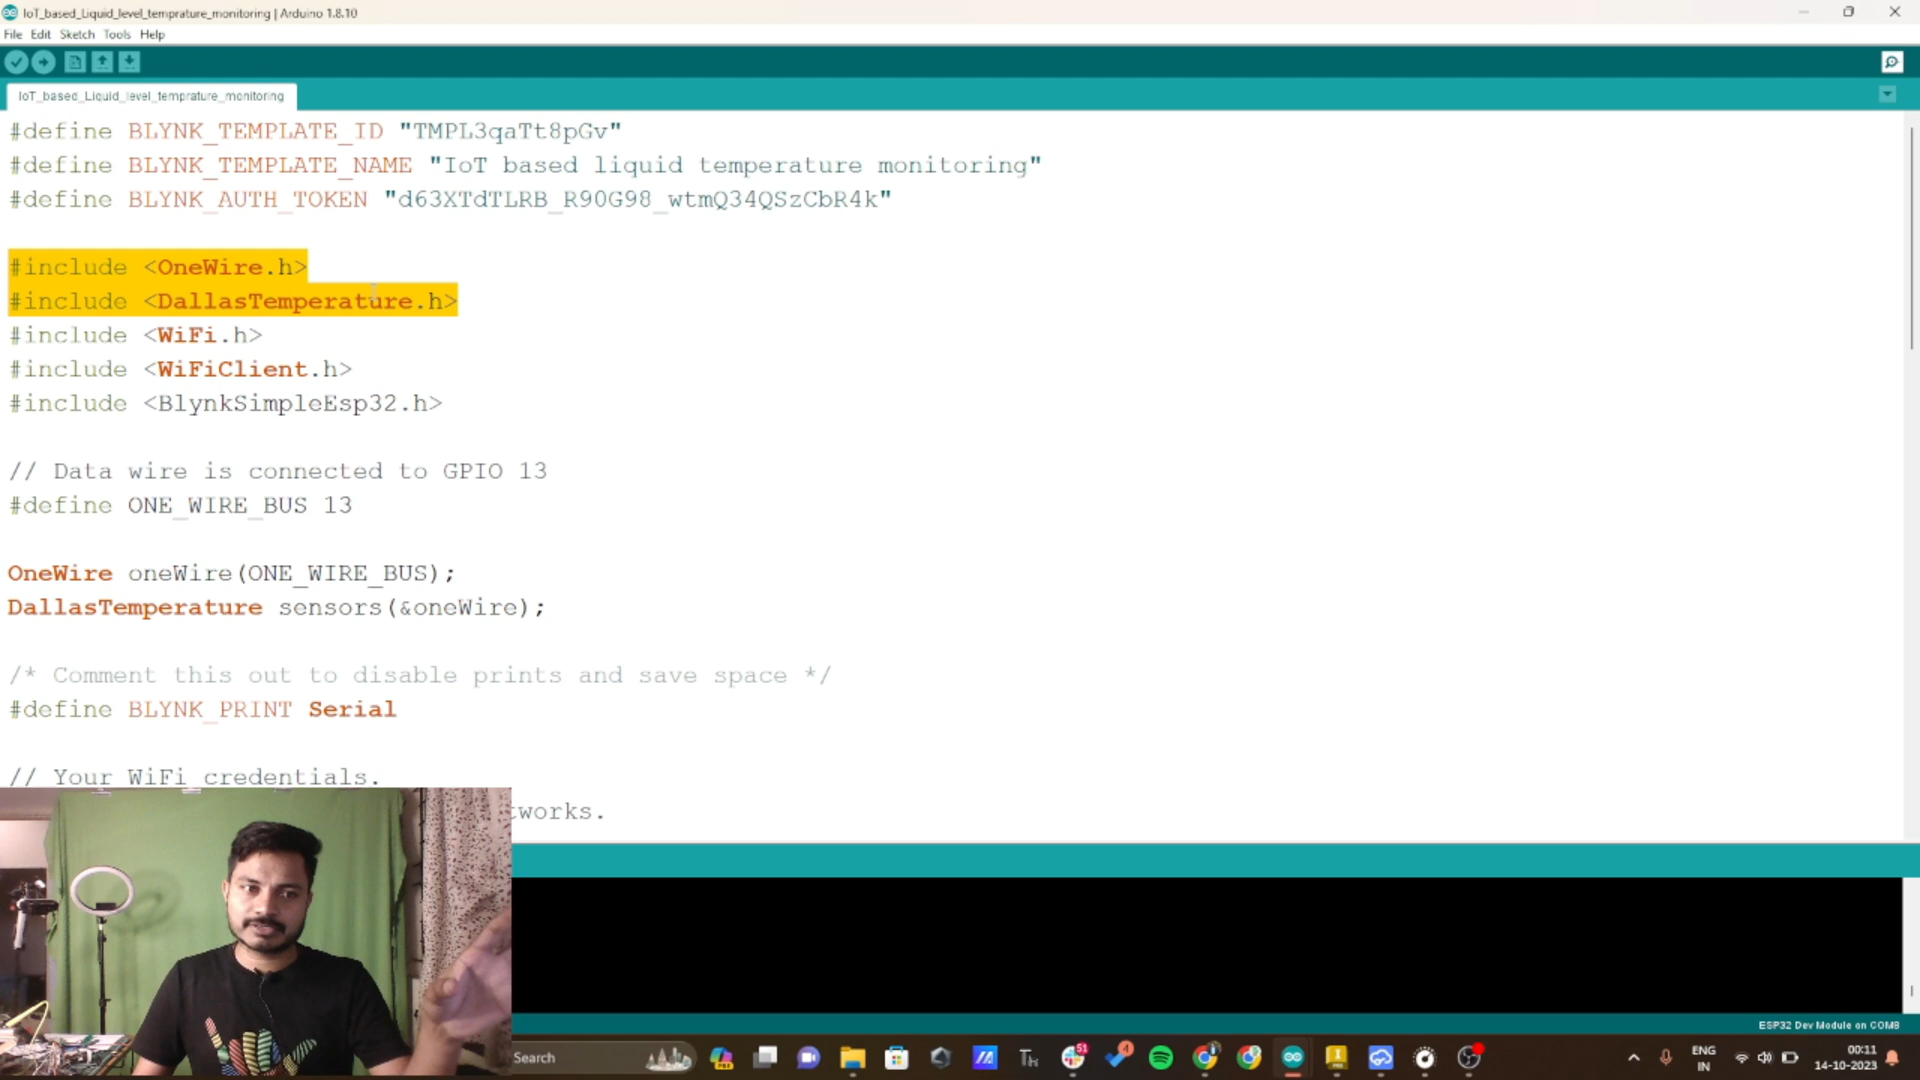 IoT_based_Liquid_level_temprature_monitoring | Arduino 1.8.10
File Edit Sketch Tools Help
IoT_based_Liquid_level_temprature_monitoring
#define BLYNK_TEMPLATE_ID "TMPL3qaTt8pGv"
#define BLYNK_TEMPLATE_NAME "IoT based liquid temperature monitoring"
#define BLYNK_AUTH_TOKEN "d63XTdTLRB_R90G98_wtmQ34QSzCbR4k"
#include <OneWire.h>
#include <DallasTemperature.h>
#include <WiFi.h>
#include <WiFiClient.h>
#include <BlynkSimpleEsp32.h>
// Data wire is connected to GPIO 13
#define ONE_WIRE_BUS 13
OneWire oneWire(ONE_WIRE_BUS);
DallasTemperature sensors(&oneWire);
/* Comment this out to disable prints and save space */
#define BLYNK_PRINT Serial
// Your WiFi credentials.
tworks.
ESP32 Dev Module on COM8
Search
51
4
ENG
IN
00:11
14-10-2023